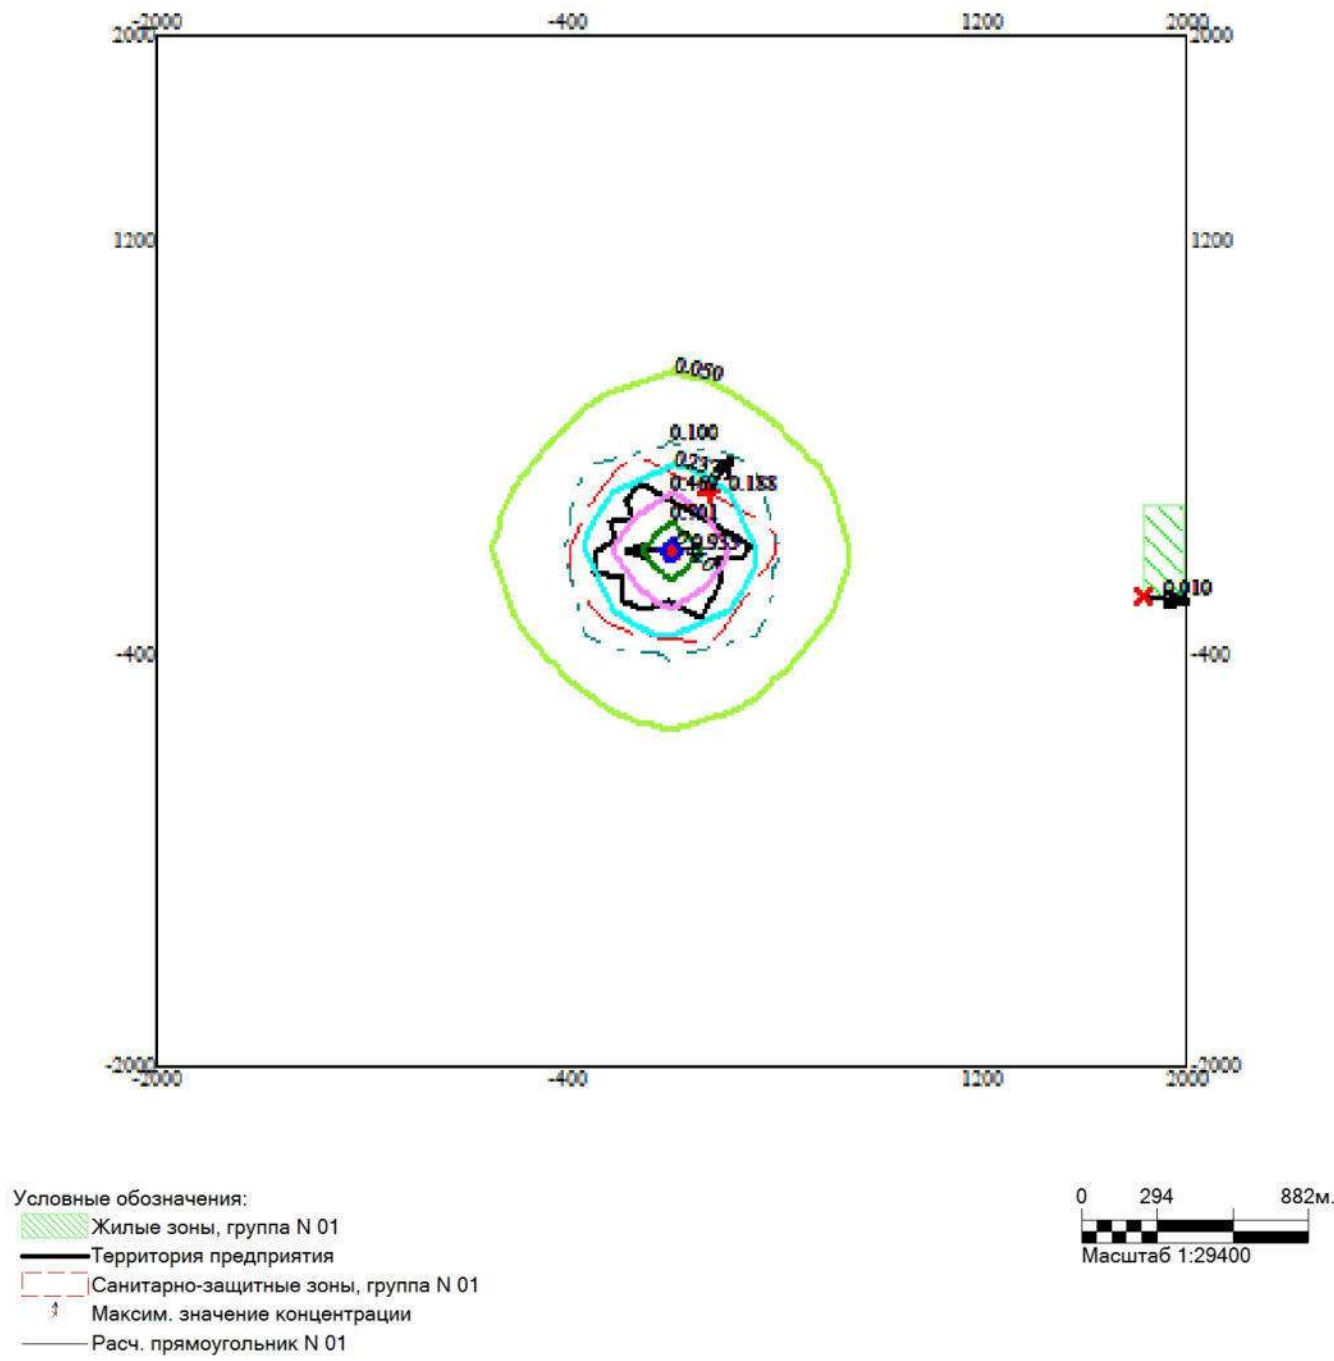 -2000 -400 1200 2000
2000 2000
1200 1200
0.050
0.100
0.188
0.010
-400 -400
-2000 -2000
-2000 -400 1200 2000
Условные обозначения:
Жилые зоны, группа N 01
Территория предприятия
Санитарно-защитные зоны, группа N 01
Максим. значение концентрации
Расч. прямоугольник N 01
0 294 882м.
Масштаб 1:29400